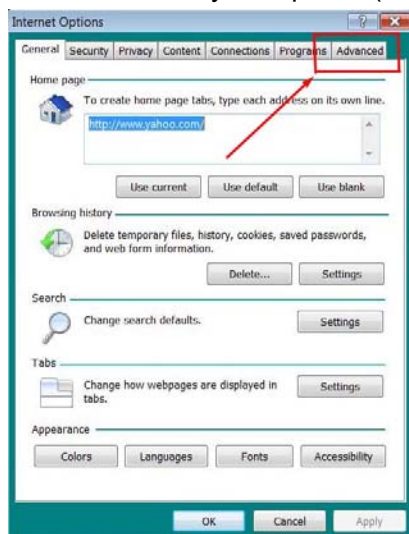 Internet Options
General Security Privacy Content Connections Programs Advanced
Home page
To create home page tabs, type each address on its own line.
http://www.yahoo.com/
Use current Use default Use blank
Browsing history
Delete temporary files, history, cookies, saved passwords,
and web form information.
Delete... Settings
Search
Change search defaults. Settings
Tabs
Change how webpages are displayed in Settings
tabs.
Appearance
Colors Languages Fonts Accessibility
OK Cancel Apply